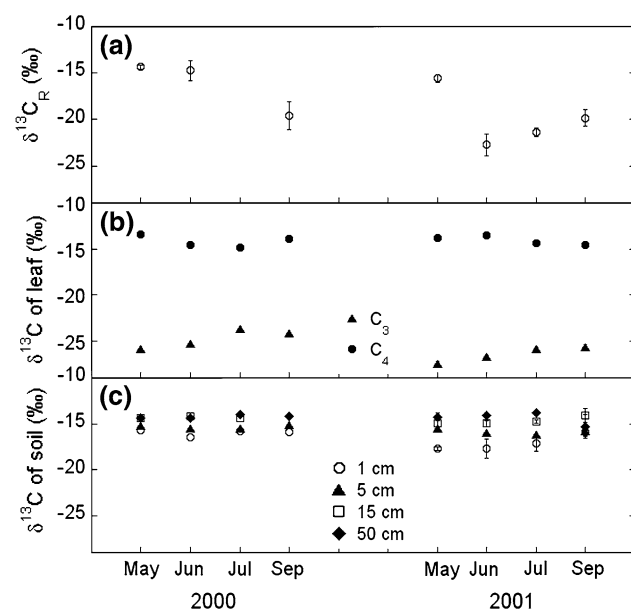 -10
(a)
-15
-20
-25
δ¹³C_R (‰)
-10
(b)
-15
-20
-25
δ¹³C of leaf (‰)
C₃
C₄
-10
(c)
-15
-20
-25
δ¹³C of soil (‰)
1 cm
5 cm
15 cm
50 cm
May Jun Jul Sep May Jun Jul Sep
2000 2001